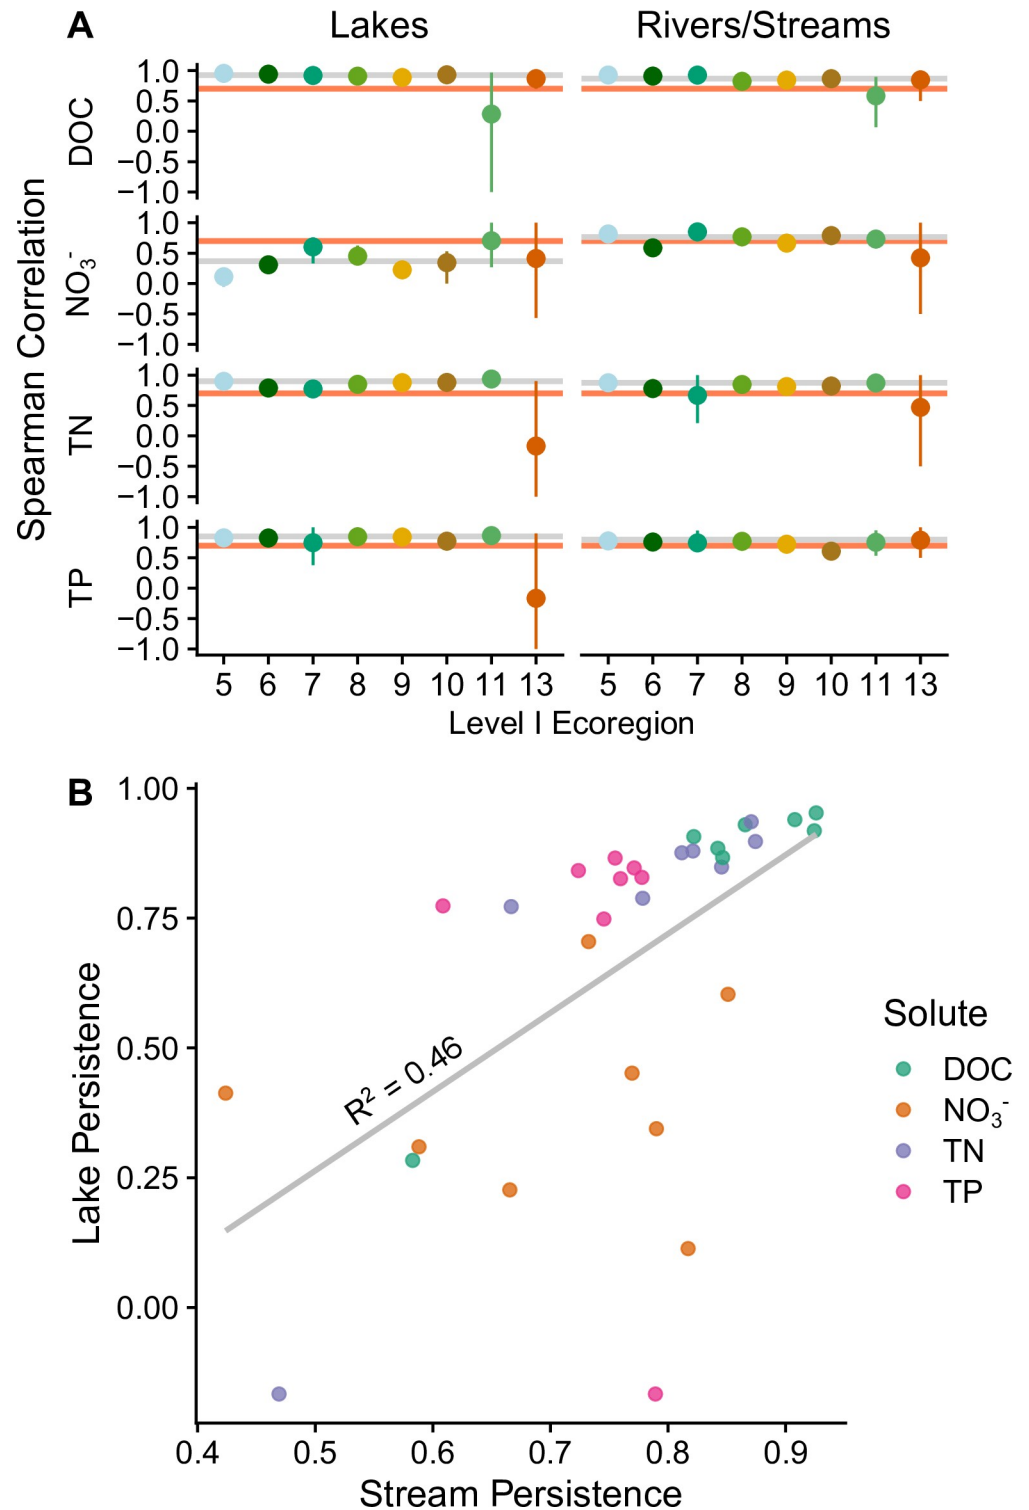 A
Lakes
Rivers/Streams
Spearman Correlation
DOC
1.0
0.5
0.0
−0.5
−1.0
NO₃⁻
1.0
0.5
0.0
−0.5
−1.0
TN
1.0
0.5
0.0
−0.5
−1.0
TP
1.0
0.5
0.0
−0.5
−1.0
5 6 7 8 9 10 11 13
5 6 7 8 9 10 11 13
Level I Ecoregion
B
Lake Persistence
1.00
0.75
0.50
0.25
0.00
R² = 0.46
0.4 0.5 0.6 0.7 0.8 0.9
Stream Persistence
Solute
DOC
NO₃⁻
TN
TP